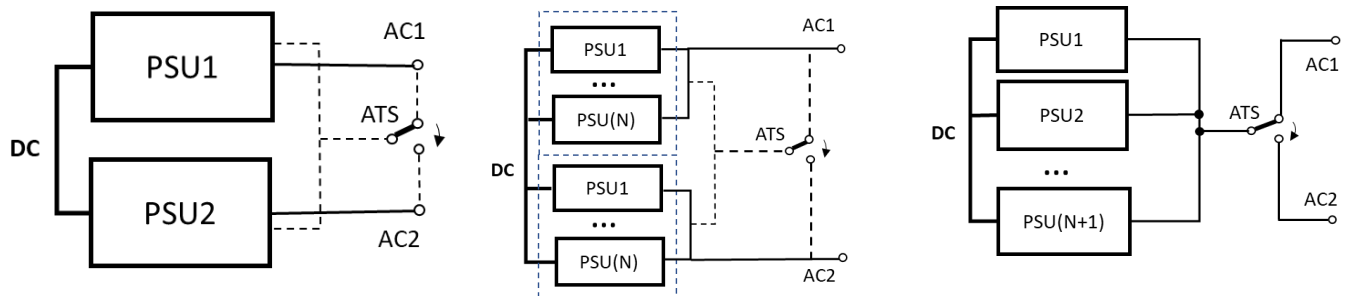 PSU1
AC1
ATS
DC
PSU2
AC2
PSU1
AC1
...
PSU(N)
ATS
DC
PSU1
...
PSU(N)
AC2
PSU1
AC1
PSU2
ATS
DC
...
AC2
PSU(N+1)